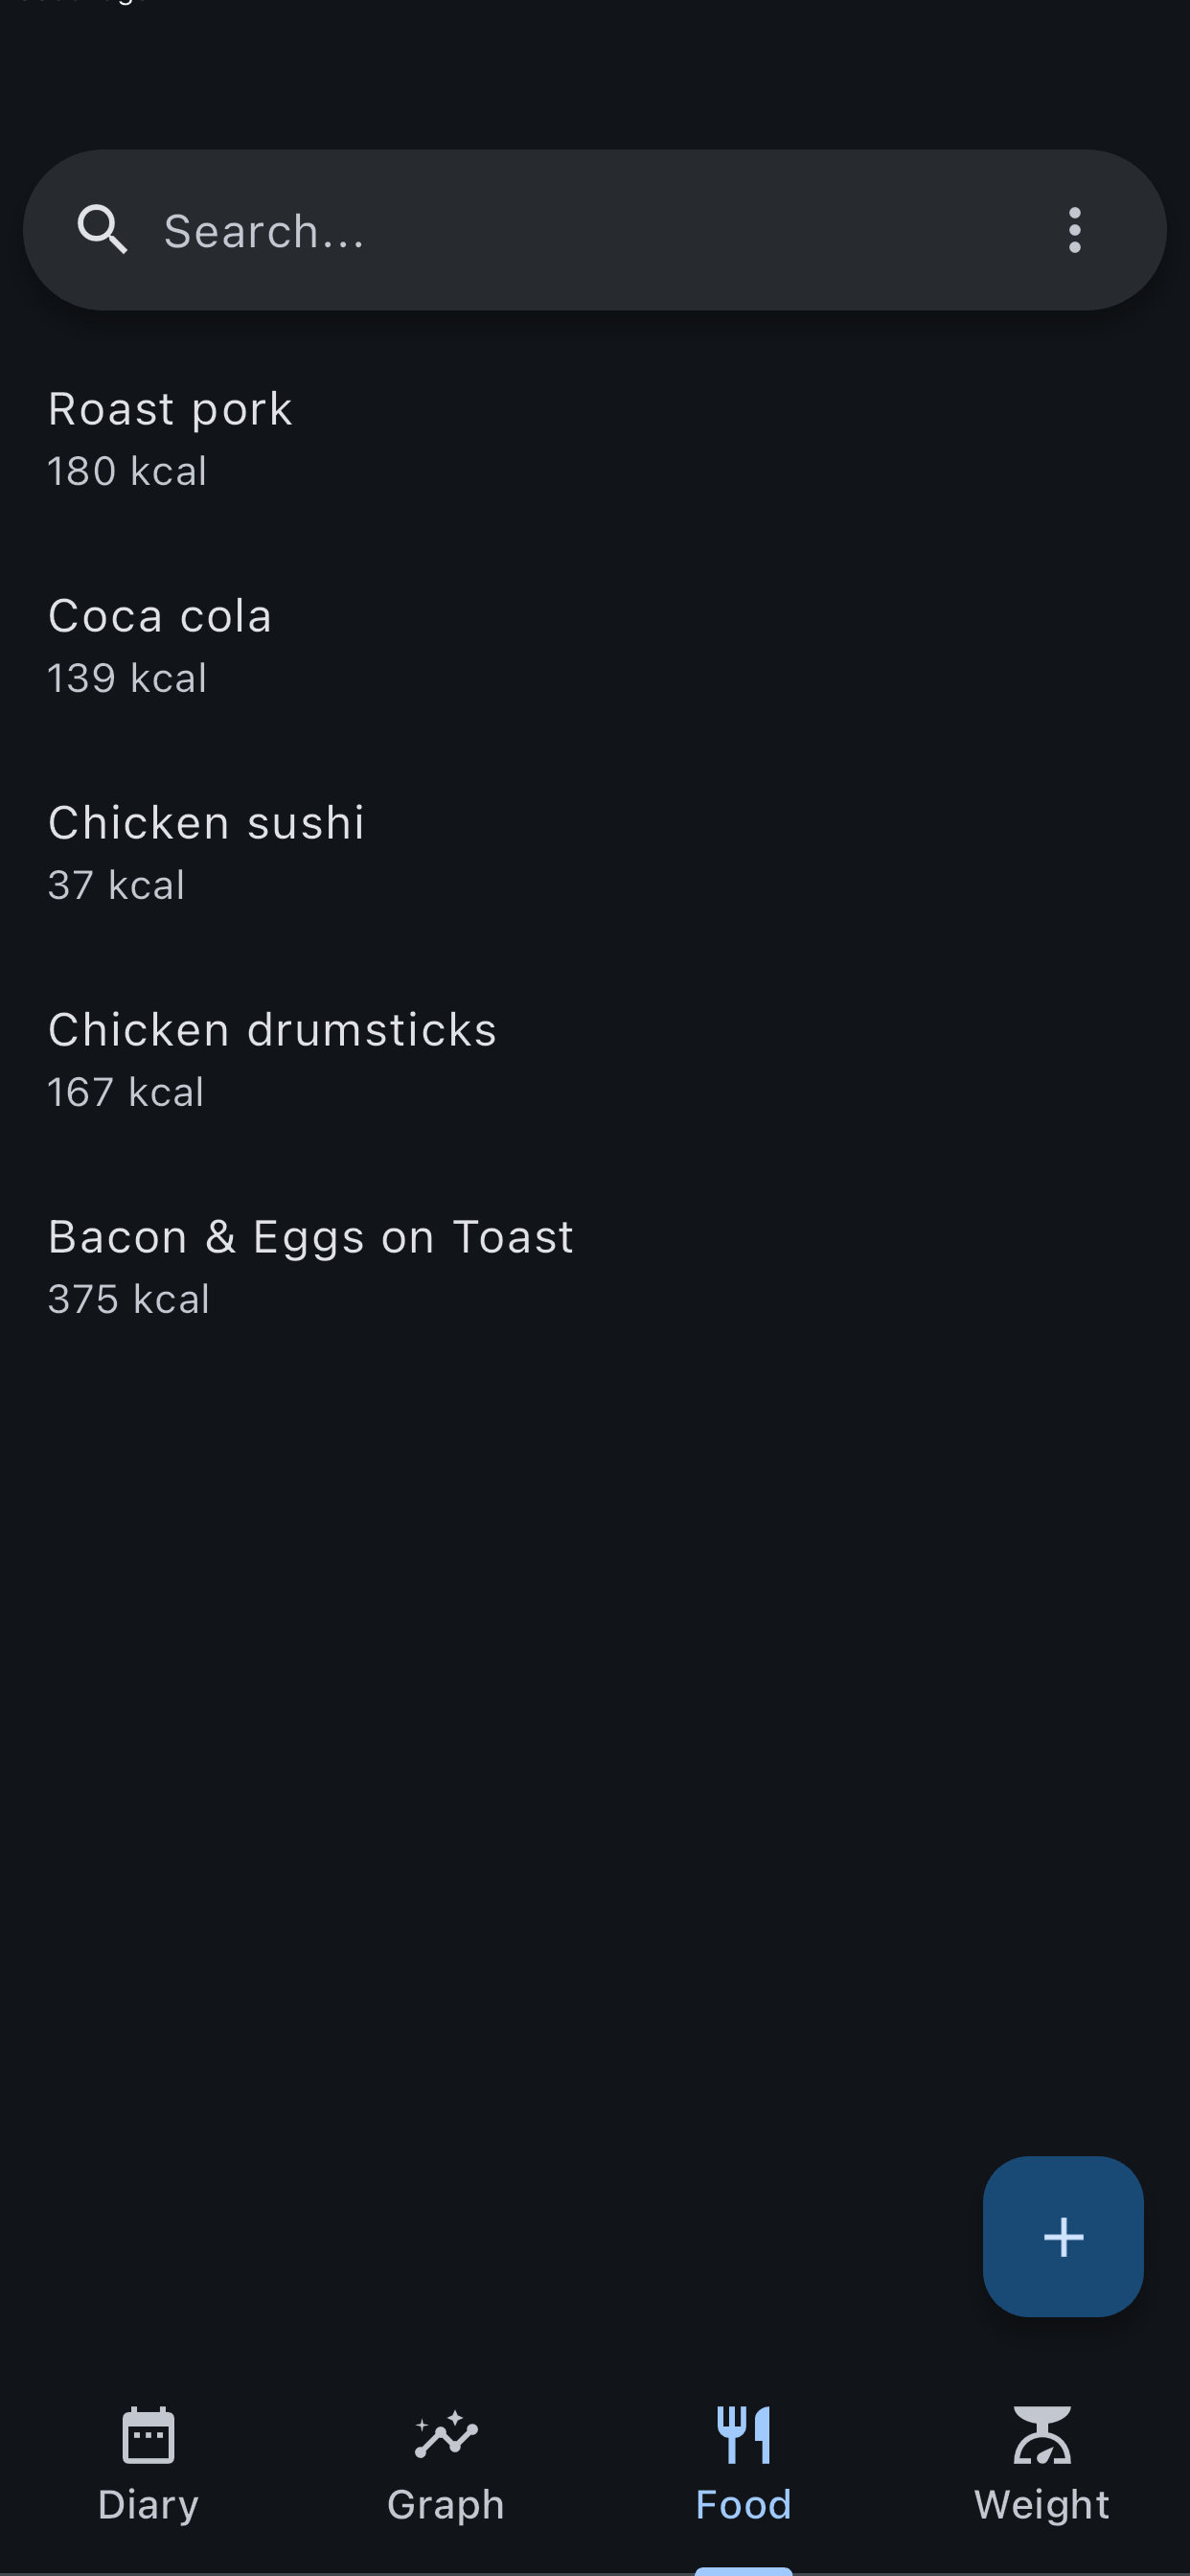 Search...
Roast pork
180 kcal
Coca cola
139 kcal
Chicken sushi
37 kcal
Chicken drumsticks
167 kcal
Bacon & Eggs on Toast
375 kcal
Diary
Graph
Food
Weight